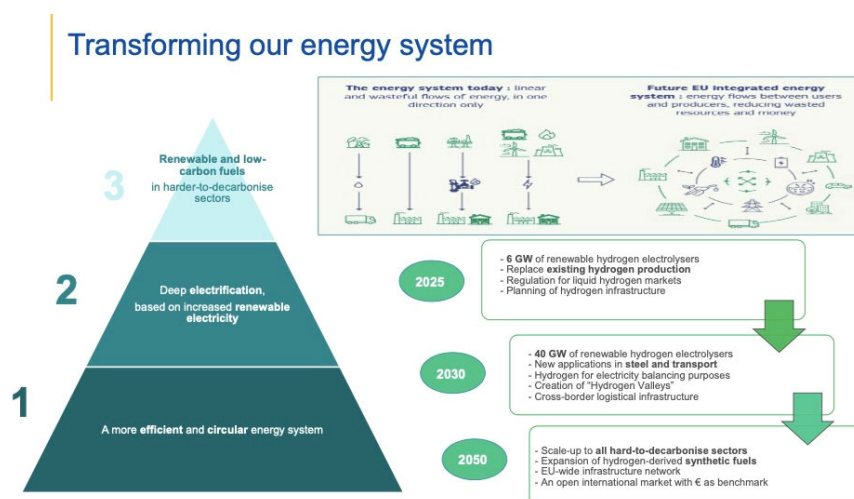 Transforming our energy system
The energy system today : linear
and wasteful flows of energy, in one
direction only
Future EU integrated energy
system : energy flows between users
and producers, reducing wasted
resources and money
3
Renewable and low-
carbon fuels
in harder-to-decarbonise
sectors
2
Deep electrification,
based on increased renewable
electricity
1
A more efficient and circular energy system
2025
- 6 GW of renewable hydrogen electrolysers
- Replace existing hydrogen production
- Regulation for liquid hydrogen markets
- Planning of hydrogen infrastructure
2030
- 40 GW of renewable hydrogen electrolysers
- New applications in steel and transport
- Hydrogen for electricity balancing purposes
- Creation of “Hydrogen Valleys”
- Cross-border logistical infrastructure
2050
- Scale-up to all hard-to-decarbonise sectors
- Expansion of hydrogen-derived synthetic fuels
- EU-wide infrastructure network
- An open international market with € as benchmark